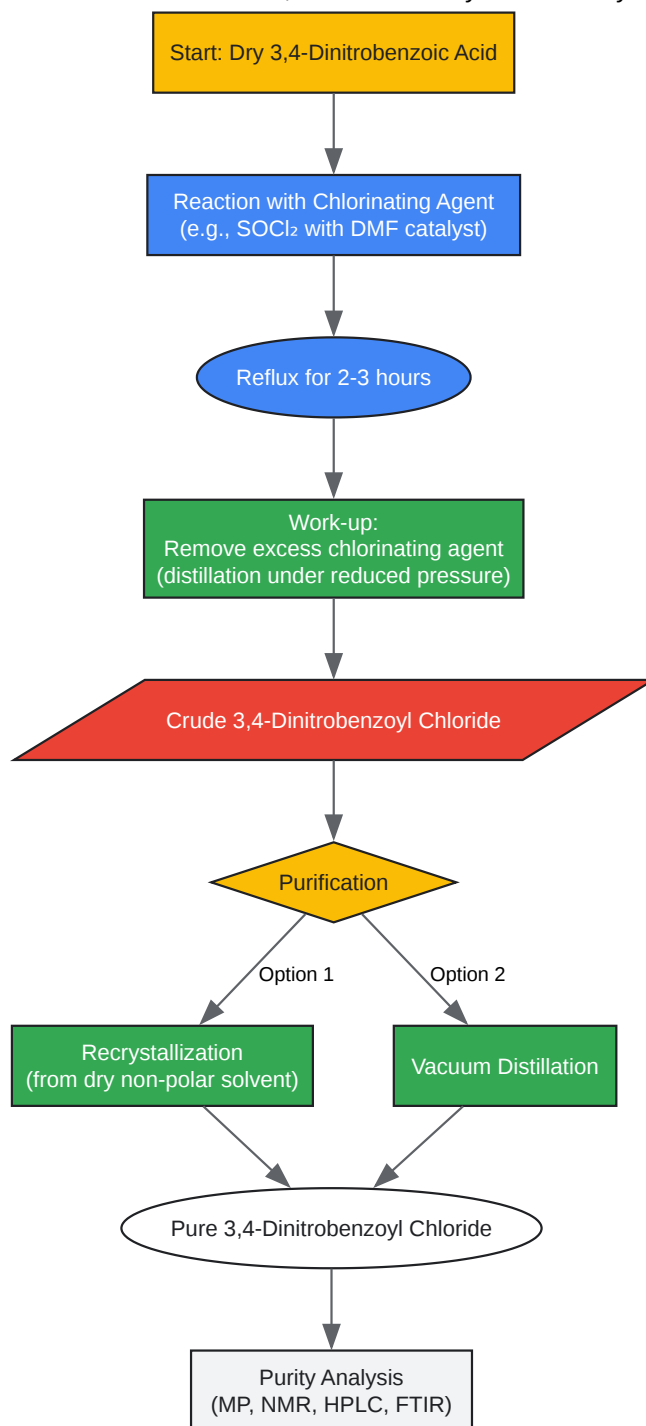 Start: Dry 3,4-Dinitrobenzoic Acid
Reaction with Chlorinating Agent
(e.g., SOCl₂ with DMF catalyst)
Reflux for 2-3 hours
Work-up:
Remove excess chlorinating agent
(distillation under reduced pressure)
Crude 3,4-Dinitrobenzoyl Chloride
Purification
Option 1
Option 2
Recrystallization
(from dry non-polar solvent)
Vacuum Distillation
Pure 3,4-Dinitrobenzoyl Chloride
Purity Analysis
(MP, NMR, HPLC, FTIR)